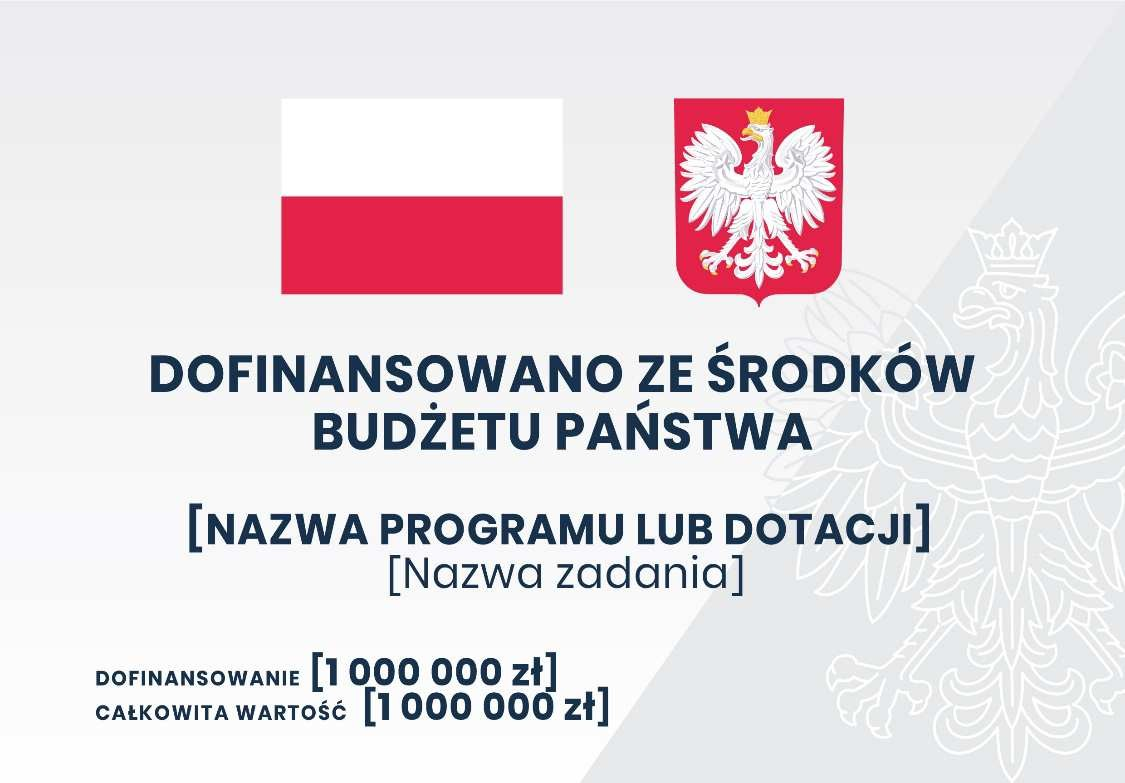 DOFINANSOWANO ZE ŚRODKÓW
BUDŻETU PAŃSTWA
[NAZWA PROGRAMU LUB DOTACJI]
[Nazwa zadania]
DOFINANSOWANIE [1 000 000 zł]
CAŁKOWITA WARTOŚĆ [1 000 000 zł]